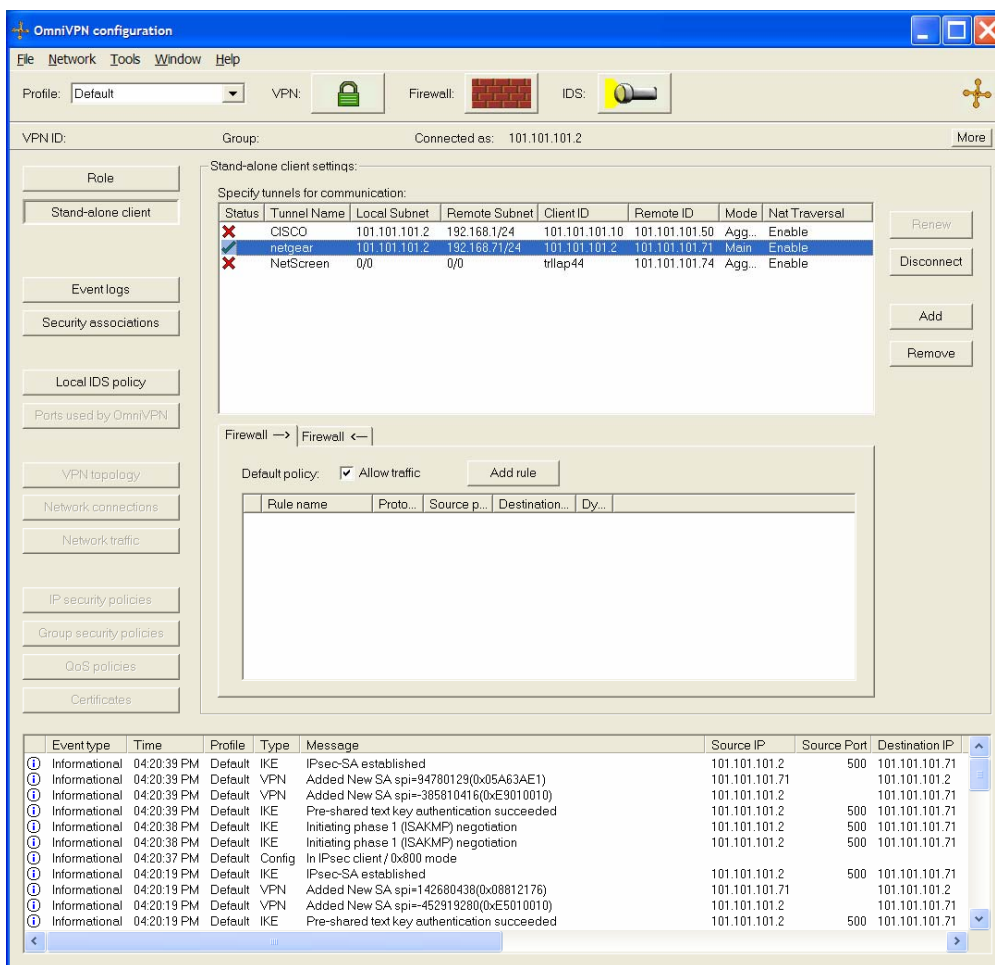 OmniVPN configuration
File Network Tools Window Help
Profile: Default VPN: Firewall: IDS:
VPN ID: Group: Connected as: 101.101.101.2 More
Role
Stand-alone client
Event logs
Security associations
Local IDS policy
Ports used by OmniVPN
VPN topology
Network connections
Network traffic
IP security policies
Group security policies
QoS policies
Certificates
Stand-alone client settings:
Specify tunnels for communication:
Status Tunnel Name Local Subnet Remote Subnet Client ID Remote ID Mode Nat Traversal
CISCO 101.101.101.2 192.168.1/24 101.101.101.10 101.101.101.50 Agg... Enable
netgear 101.101.101.2 192.168.71/24 101.101.101.2 101.101.101.71 Main Enable
NetScreen 0/0 0/0 trllap44 101.101.101.74 Agg... Enable
Renew
Disconnect
Add
Remove
Firewall —> Firewall <—
Default policy: Allow traffic Add rule
Rule name Proto... Source p... Destination... Dy...
Event type Time Profile Type Message Source IP Source Port Destination IP
Informational 04:20:39 PM Default IKE IPsec-SA established 101.101.101.2 500 101.101.101.71
Informational 04:20:39 PM Default VPN Added New SA spi=94780129(0x05A63AE1) 101.101.101.71 101.101.101.2
Informational 04:20:39 PM Default VPN Added New SA spi=-385810416(0xE9010010) 101.101.101.2 101.101.101.71
Informational 04:20:39 PM Default IKE Pre-shared text key authentication succeeded 101.101.101.2 500 101.101.101.71
Informational 04:20:38 PM Default IKE Initiating phase 1 (ISAKMP) negotiation 101.101.101.2 500 101.101.101.71
Informational 04:20:38 PM Default IKE Initiating phase 1 (ISAKMP) negotiation 101.101.101.2 500 101.101.101.71
Informational 04:20:37 PM Default Config In IPsec client / 0x800 mode
Informational 04:20:19 PM Default IKE IPsec-SA established 101.101.101.2 500 101.101.101.71
Informational 04:20:19 PM Default VPN Added New SA spi=142680438(0x08812176) 101.101.101.71 101.101.101.2
Informational 04:20:19 PM Default VPN Added New SA spi=-452919280(0xE5010010) 101.101.101.2 101.101.101.71
Informational 04:20:19 PM Default IKE Pre-shared text key authentication succeeded 101.101.101.2 500 101.101.101.71